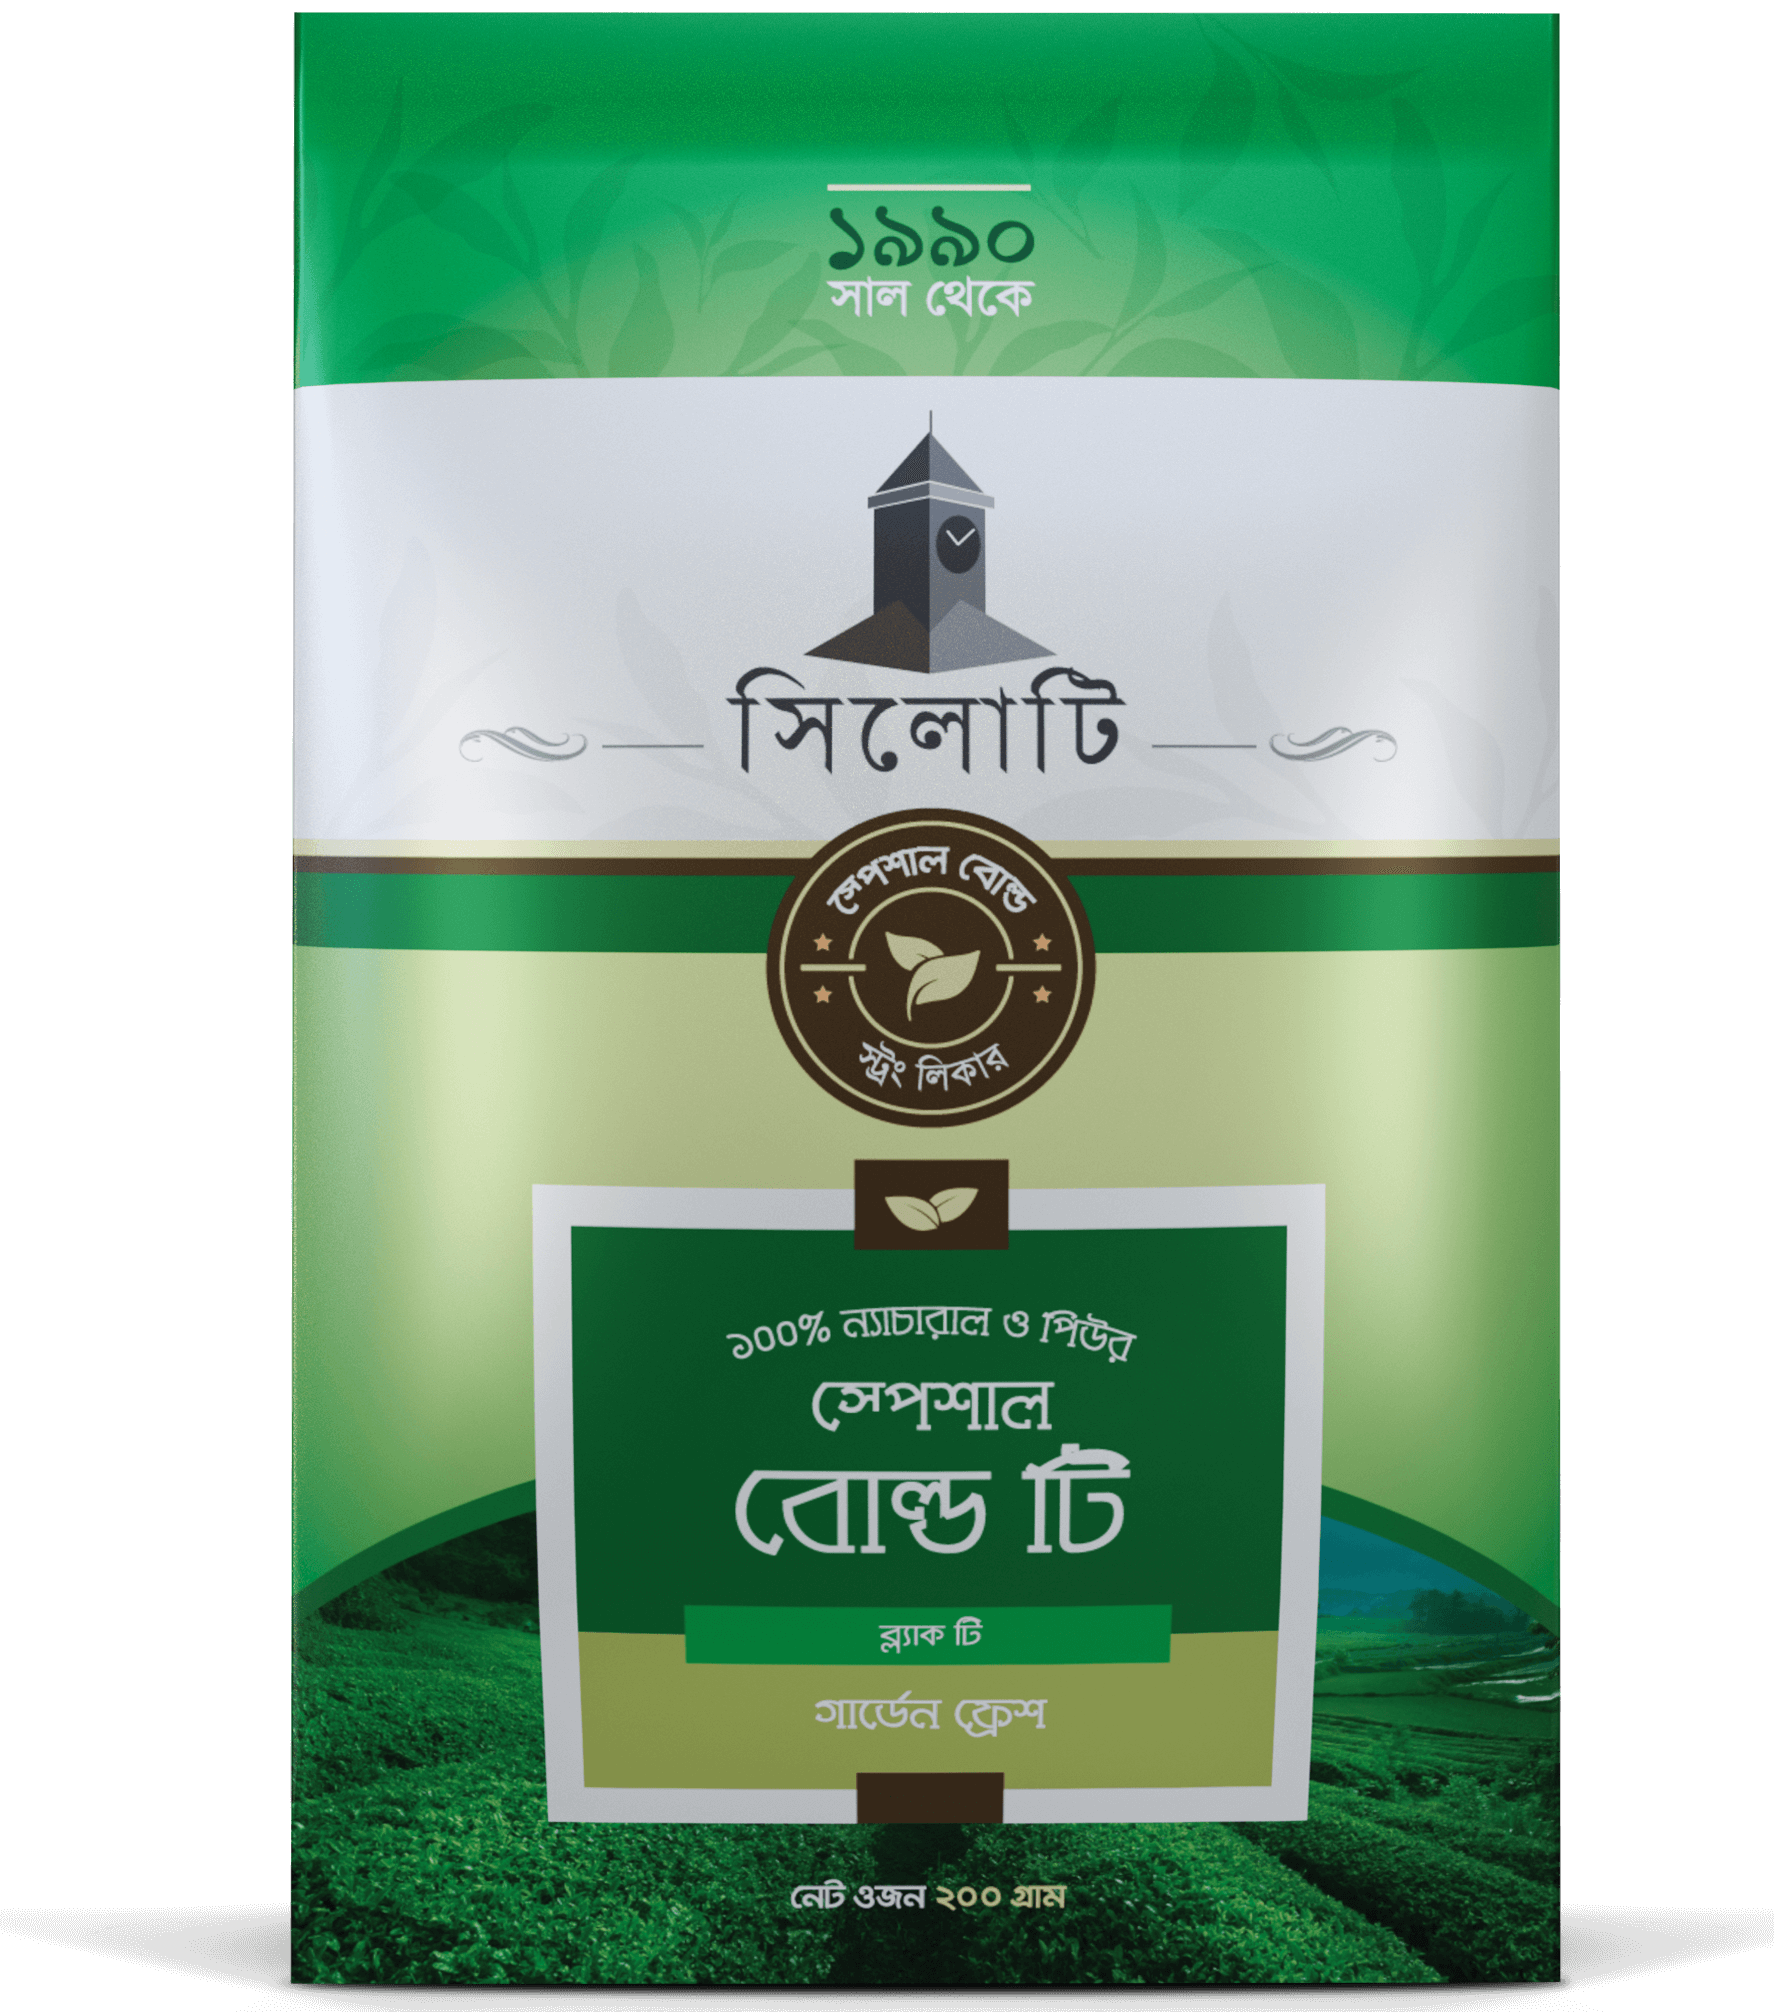 ১৯৯০
সাল থেকে
সিলোটি
স্পেশাল বোল্ড
স্ট্রং লিকার
১০০% ন্যাচারাল ও পিউর
স্পেশাল
বোল্ড টি
ব্ল্যাক টি
গার্ডেন ফ্রেশ
নেট ওজন ২০০ গ্রাম